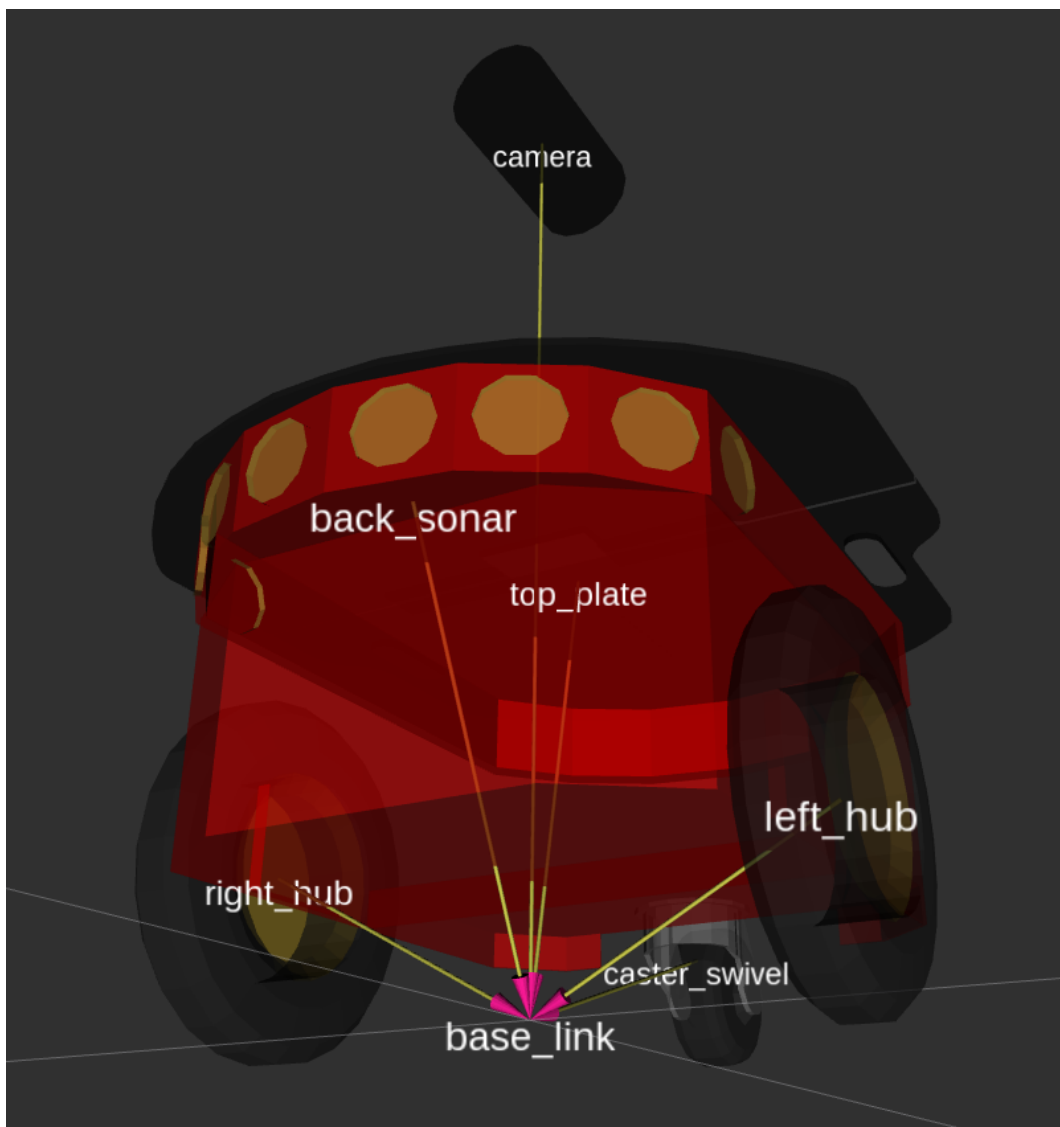 camera
back_sonar
top_plate
left_hub
right_hub
caster_swivel
base_link